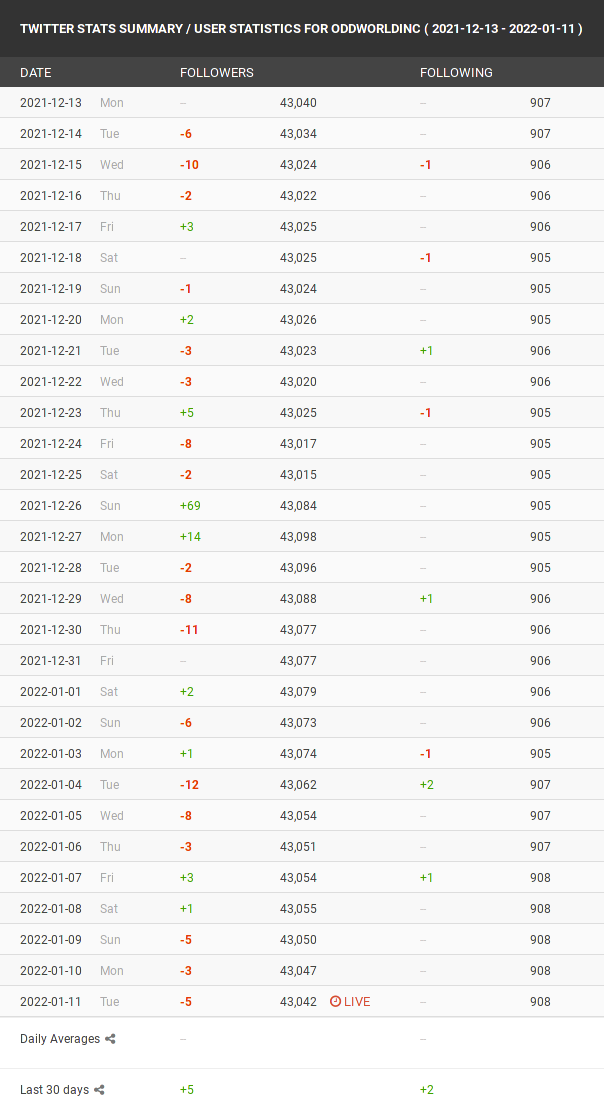 TWITTER STATS SUMMARY / USER STATISTICS FOR ODDWORLDINC ( 2021-12-13 - 2022-01-11 )
DATE FOLLOWERS FOLLOWING
2021-12-13 Mon -- 43,040 -- 907
2021-12-14 Tue -6 43,034 -- 907
2021-12-15 Wed -10 43,024 -1 906
2021-12-16 Thu -2 43,022 -- 906
2021-12-17 Fri +3 43,025 -- 906
2021-12-18 Sat -- 43,025 -1 905
2021-12-19 Sun -1 43,024 -- 905
2021-12-20 Mon +2 43,026 -- 905
2021-12-21 Tue -3 43,023 +1 906
2021-12-22 Wed -3 43,020 -- 906
2021-12-23 Thu +5 43,025 -1 905
2021-12-24 Fri -8 43,017 -- 905
2021-12-25 Sat -2 43,015 -- 905
2021-12-26 Sun +69 43,084 -- 905
2021-12-27 Mon +14 43,098 -- 905
2021-12-28 Tue -2 43,096 -- 905
2021-12-29 Wed -8 43,088 +1 906
2021-12-30 Thu -11 43,077 -- 906
2021-12-31 Fri -- 43,077 -- 906
2022-01-01 Sat +2 43,079 -- 906
2022-01-02 Sun -6 43,073 -- 906
2022-01-03 Mon +1 43,074 -1 905
2022-01-04 Tue -12 43,062 +2 907
2022-01-05 Wed -8 43,054 -- 907
2022-01-06 Thu -3 43,051 -- 907
2022-01-07 Fri +3 43,054 +1 908
2022-01-08 Sat +1 43,055 -- 908
2022-01-09 Sun -5 43,050 -- 908
2022-01-10 Mon -3 43,047 -- 908
2022-01-11 Tue -5 43,042 LIVE -- 908
Daily Averages -- --
Last 30 days +5 +2